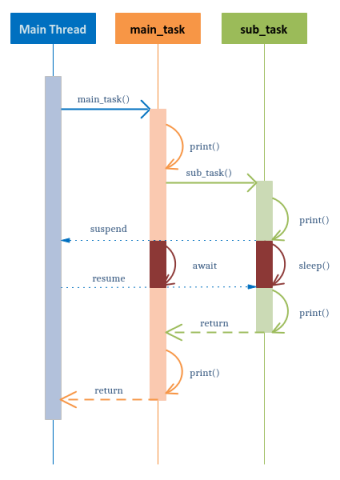 Main Thread main_task sub_task
main_task()
print()
sub_task()
print()
suspend
await sleep()
resume
print()
return
print()
return